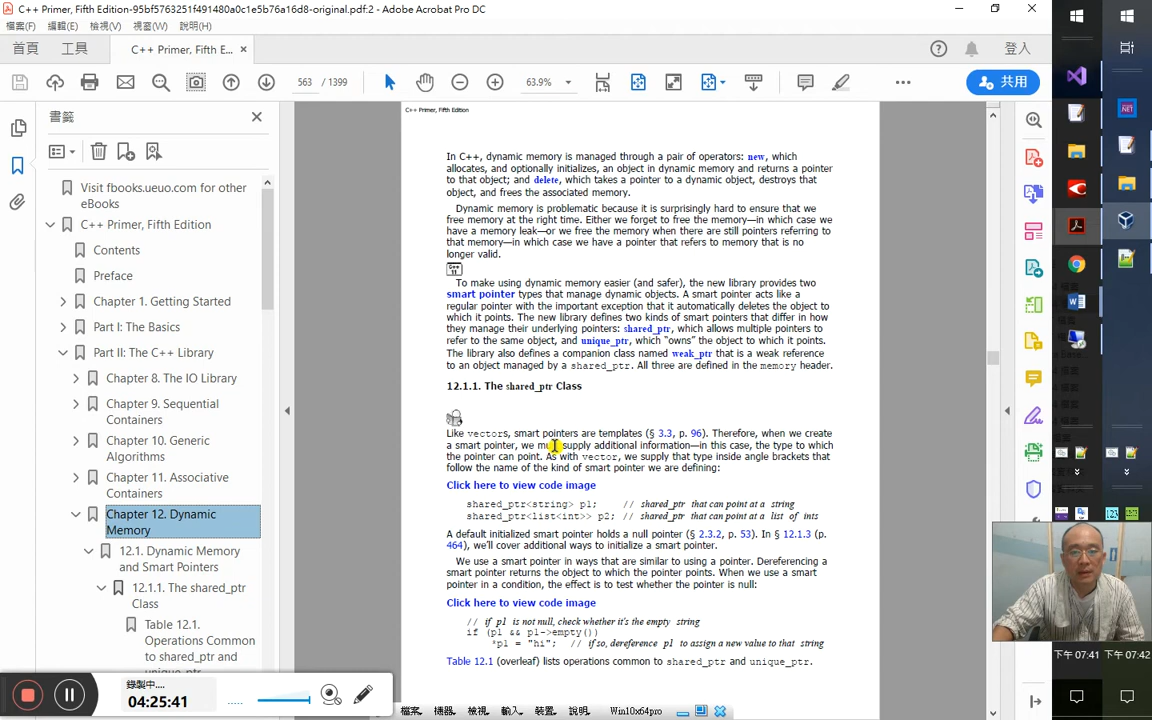 C++ Primer, Fifth Edition-95bf5763251f491480a0c1e5b76a16d8-original.pdf:2 - Adobe Acrobat Pro DC
檔案(F) 編輯(E) 檢視(V) 視窗(W) 說明(H)
首頁 工具 C++ Primer, Fifth E... × 登入
563 / 1399 63.9% 共用
書籤
Visit fbooks.ueuo.com for other
eBooks
C++ Primer, Fifth Edition
Contents
Preface
Chapter 1. Getting Started
Part I: The Basics
Part II: The C++ Library
Chapter 8. The IO Library
Chapter 9. Sequential
Containers
Chapter 10. Generic
Algorithms
Chapter 11. Associative
Containers
Chapter 12. Dynamic
Memory
12.1. Dynamic Memory
and Smart Pointers
12.1.1. The shared_ptr
Class
Table 12.1.
Operations Common
to shared_ptr and
unique_ptr
C++ Primer, Fifth Edition
In C++, dynamic memory is managed through a pair of operators: new, which
allocates, and optionally initializes, an object in dynamic memory and returns a pointer
to that object; and delete, which takes a pointer to a dynamic object, destroys that
object, and frees the associated memory.
Dynamic memory is problematic because it is surprisingly hard to ensure that we
free memory at the right time. Either we forget to free the memory—in which case we
have a memory leak—or we free the memory when there are still pointers referring to
that memory—in which case we have a pointer that refers to memory that is no
longer valid.
C++
11
To make using dynamic memory easier (and safer), the new library provides two
smart pointer types that manage dynamic objects. A smart pointer acts like a
regular pointer with the important exception that it automatically deletes the object to
which it points. The new library defines two kinds of smart pointers that differ in how
they manage their underlying pointers: shared_ptr, which allows multiple pointers to
refer to the same object, and unique_ptr, which “owns” the object to which it points.
The library also defines a companion class named weak_ptr that is a weak reference
to an object managed by a shared_ptr. All three are defined in the memory header.
12.1.1. The shared_ptr Class
Like vectors, smart pointers are templates (§ 3.3, p. 96). Therefore, when we create
a smart pointer, we must supply additional information—in this case, the type to which
the pointer can point. As with vector, we supply that type inside angle brackets that
follow the name of the kind of smart pointer we are defining:
Click here to view code image
shared_ptr<string> p1; // shared_ptr that can point at a string
shared_ptr<list<int>> p2; // shared_ptr that can point at a list of ints
A default initialized smart pointer holds a null pointer (§ 2.3.2, p. 53). In § 12.1.3 (p.
464), we’ll cover additional ways to initialize a smart pointer.
We use a smart pointer in ways that are similar to using a pointer. Dereferencing a
smart pointer returns the object to which the pointer points. When we use a smart
pointer in a condition, the effect is to test whether the pointer is null:
Click here to view code image
// if p1 is not null, check whether it's the empty string
if (p1 && p1->empty())
*p1 = "hi"; // if so, dereference p1 to assign a new value to that string
Table 12.1 (overleaf) lists operations common to shared_ptr and unique_ptr.
錄製中....
04:25:41
檔案 機器 檢視 輸入 裝置 說明 Win10x64pro
下午 07:41 下午 07:42